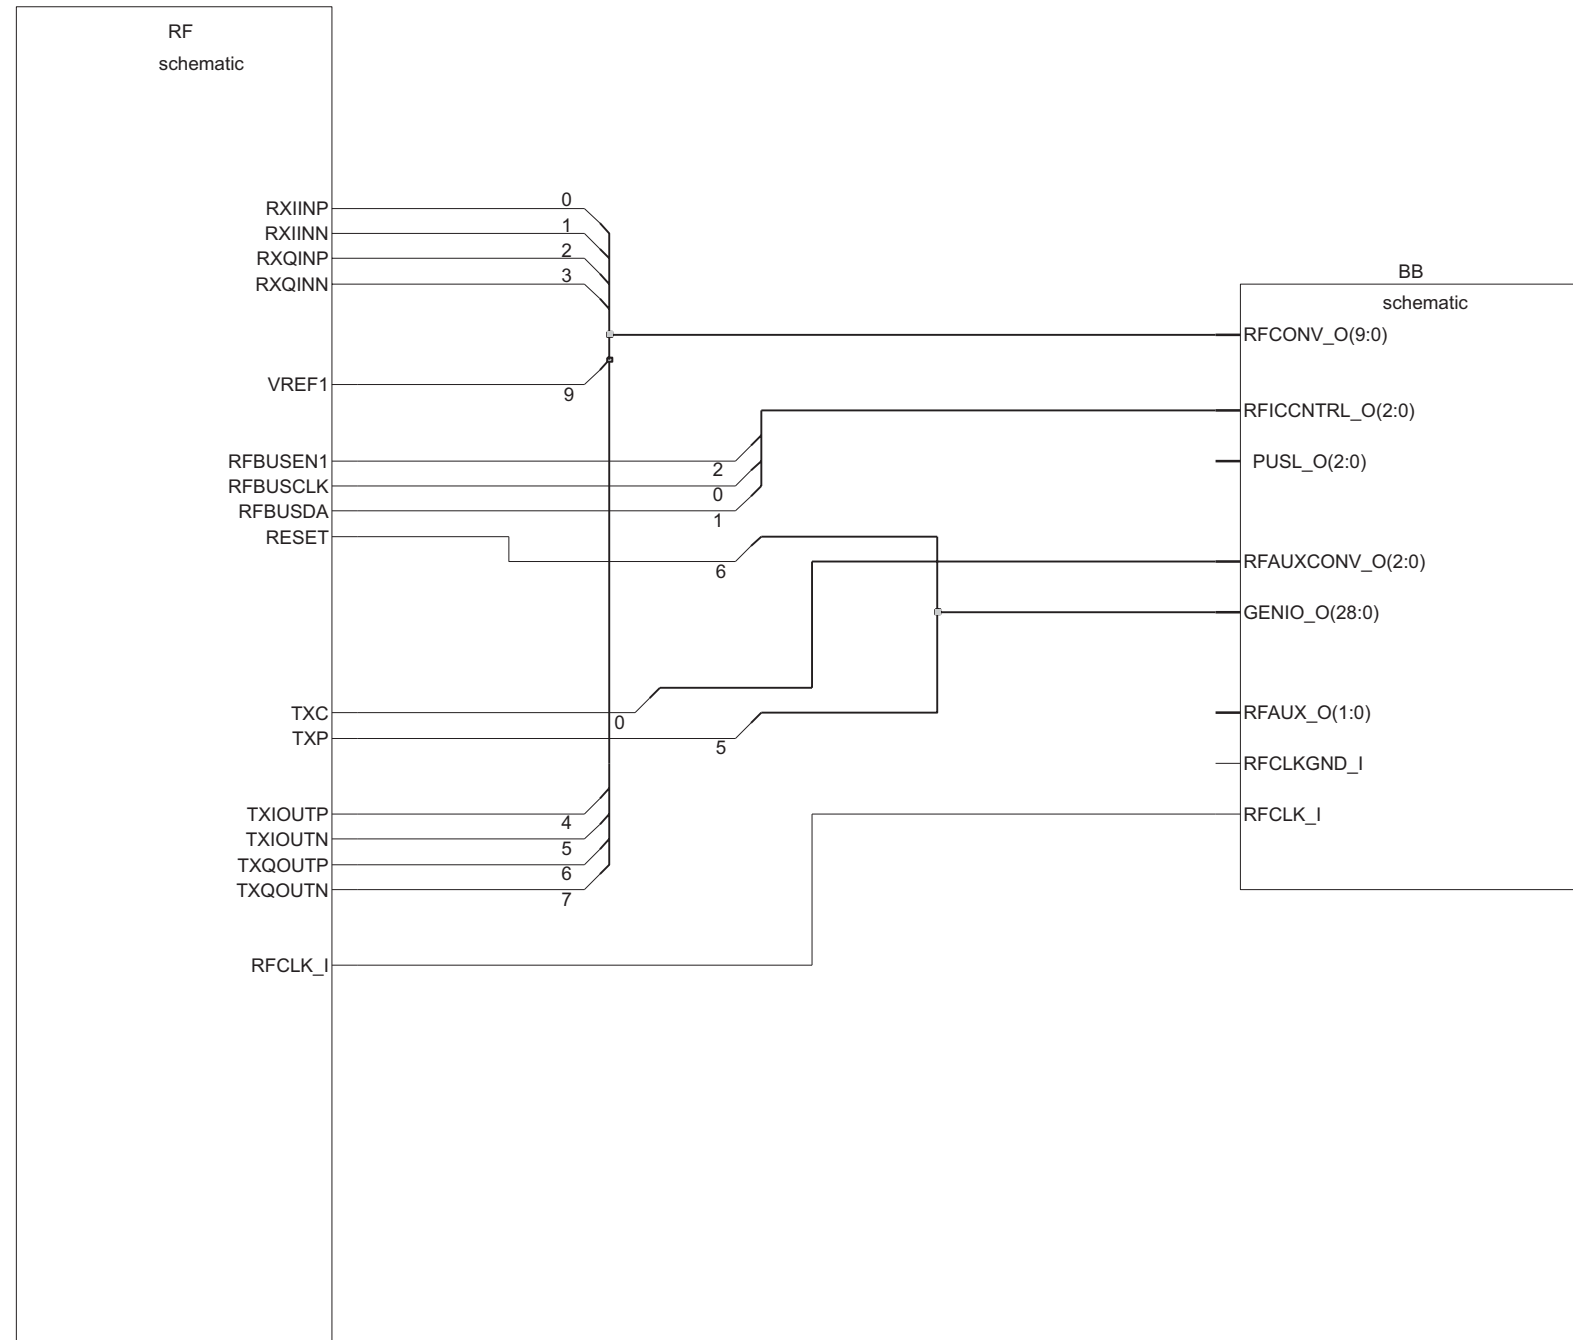 RF
schematic
RXIINP 0
RXIINN 1
RXQINP 2
RXQINN 3
VREF1 9
RFBUSEN1 2
RFBUSCLK 0
RFBUSDA 1
RESET 6
TXC 0
TXP 5
TXIOUTP 4
TXIOUTN 5
TXQOUTP 6
TXQOUTN 7
RFCLK_I
BB
schematic
RFCONV_O(9:0)
RFICCNTRL_O(2:0)
PUSL_O(2:0)
RFAUXCONV_O(2:0)
GENIO_O(28:0)
RFAUX_O(1:0)
RFCLKGND_I
RFCLK_I